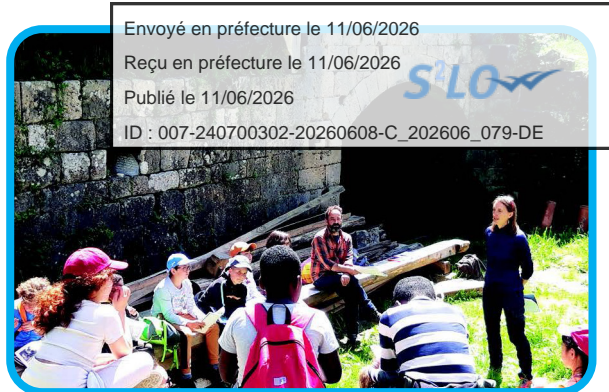 Envoyé en préfecture le 11/06/2026
Reçu en préfecture le 11/06/2026
S²LO
Publié le 11/06/2026
ID : 007-240700302-20260608-C_202606_079-DE